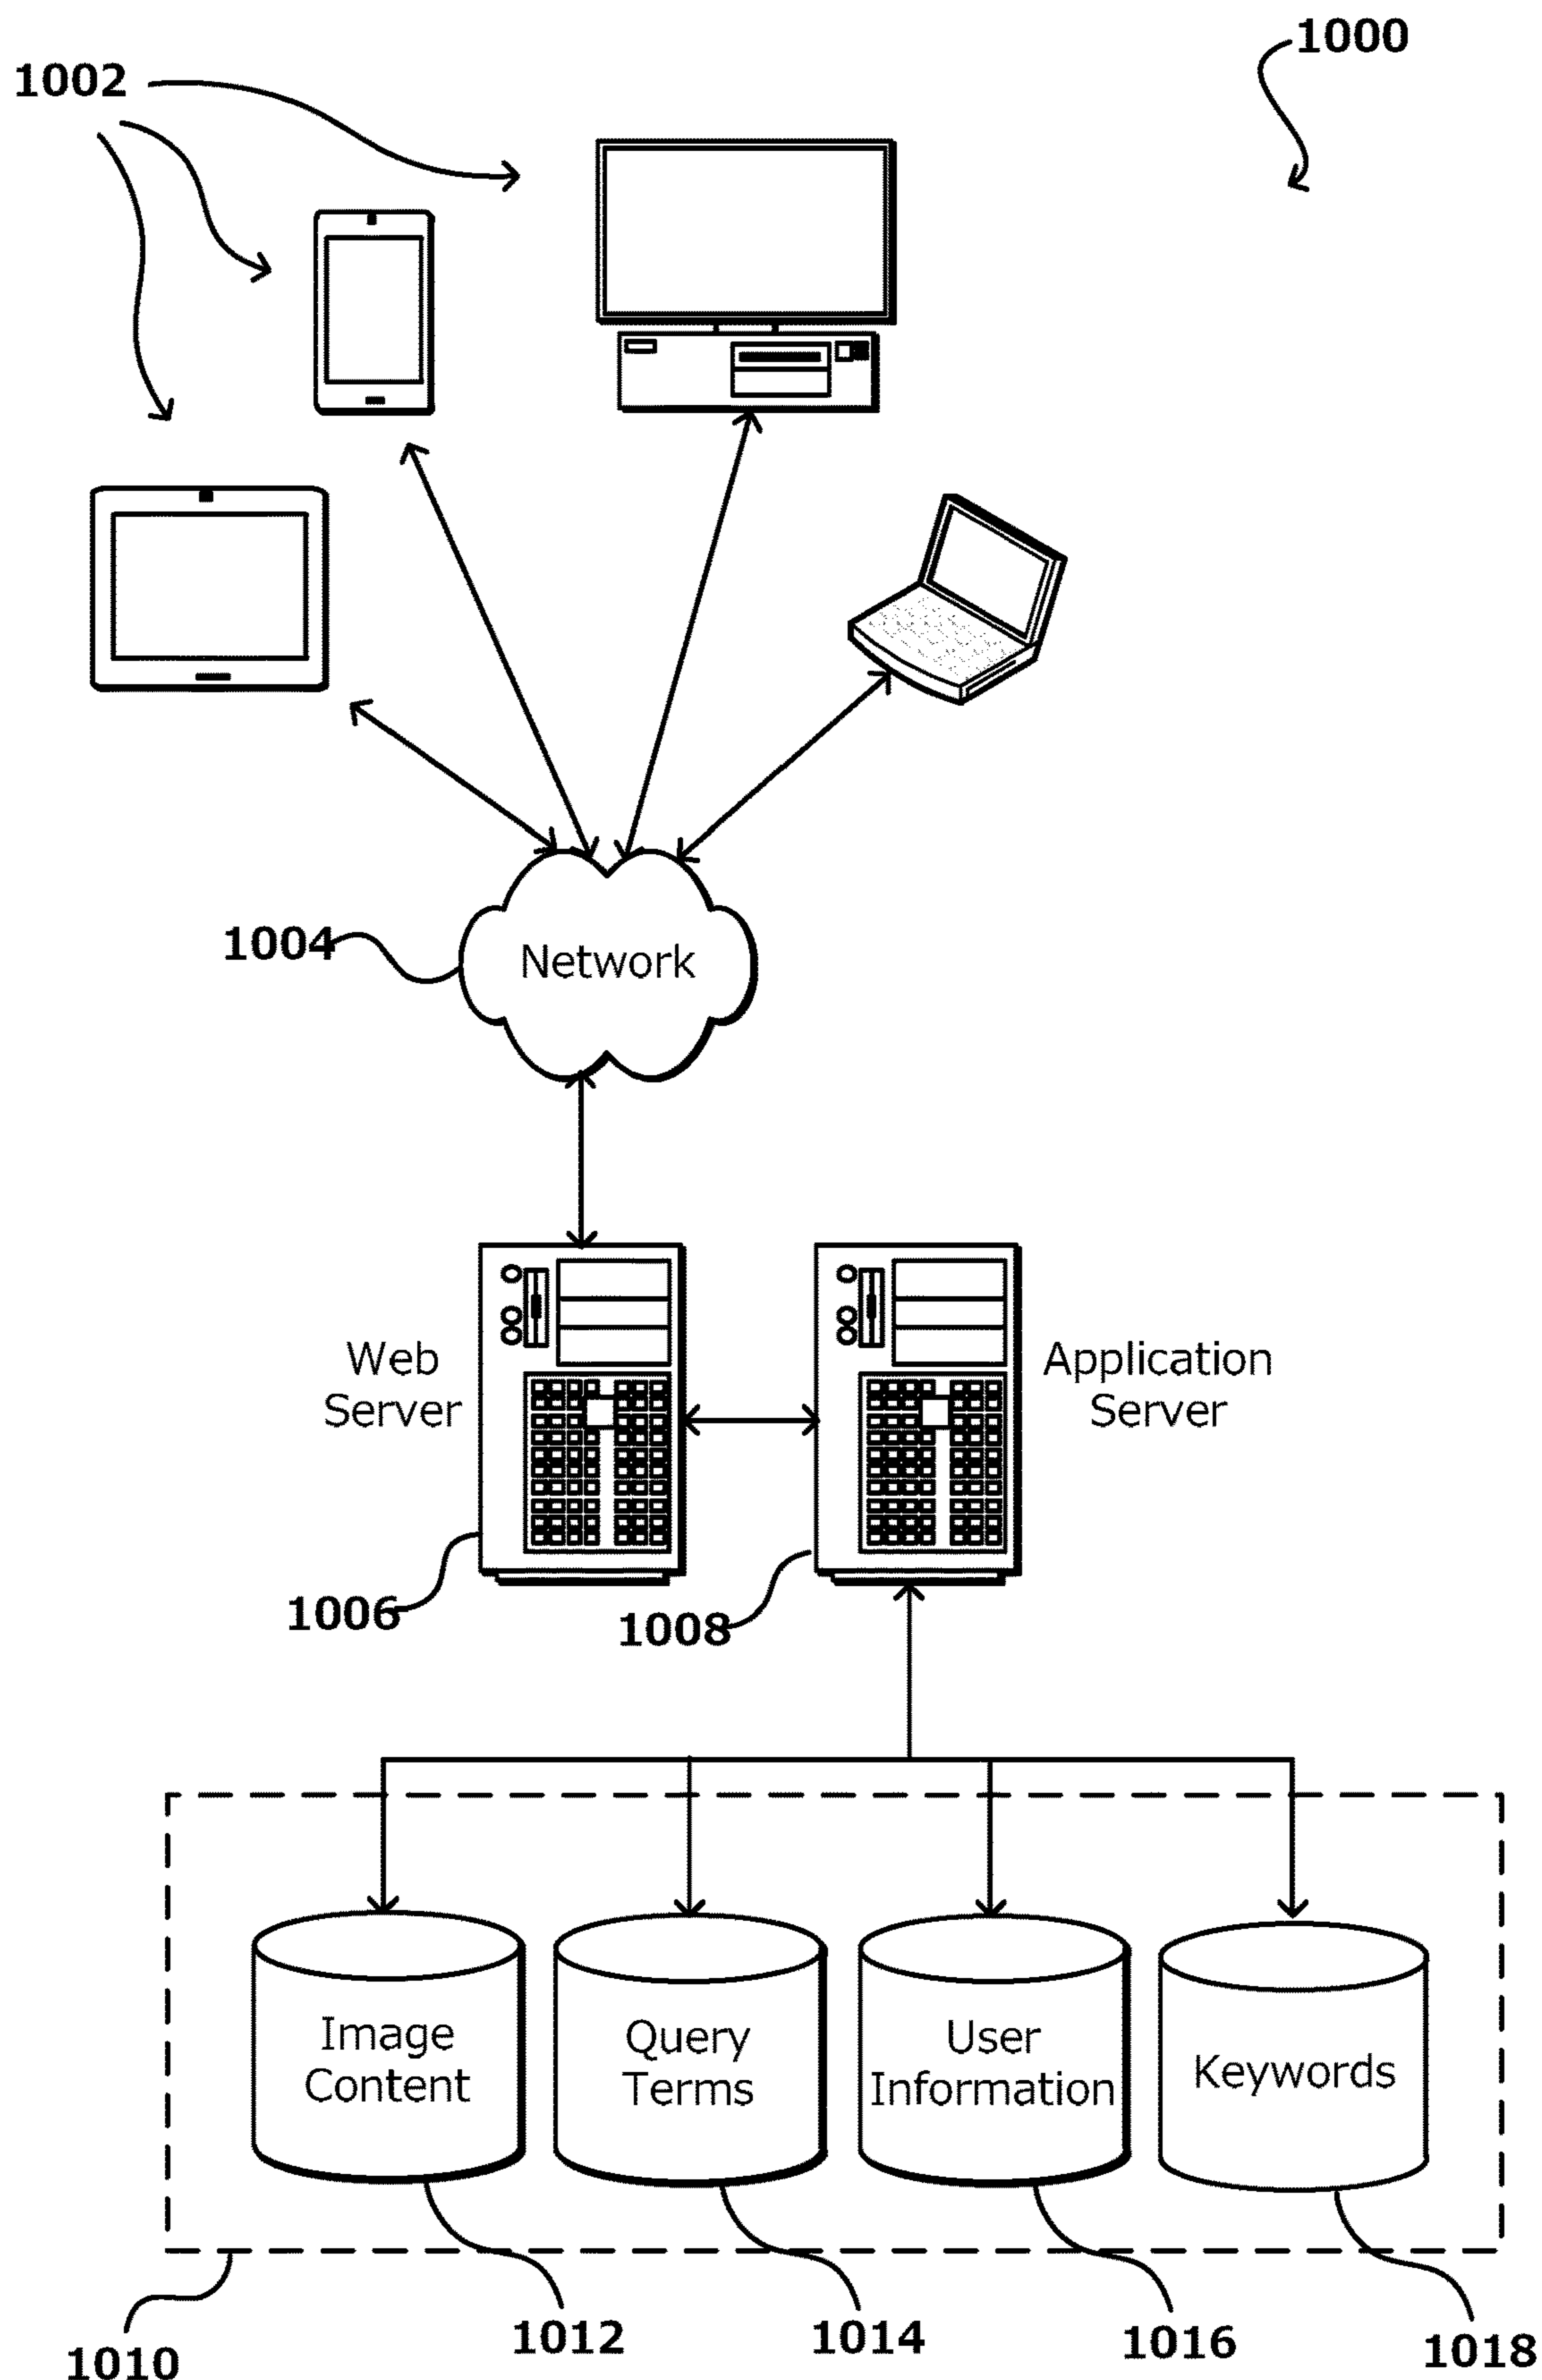 1000
1002
1004
Network
Web
Server
Application
Server
1006
1008
Image
Content
Query
Terms
User
Information
Keywords
1010
1012
1014
1016
1018